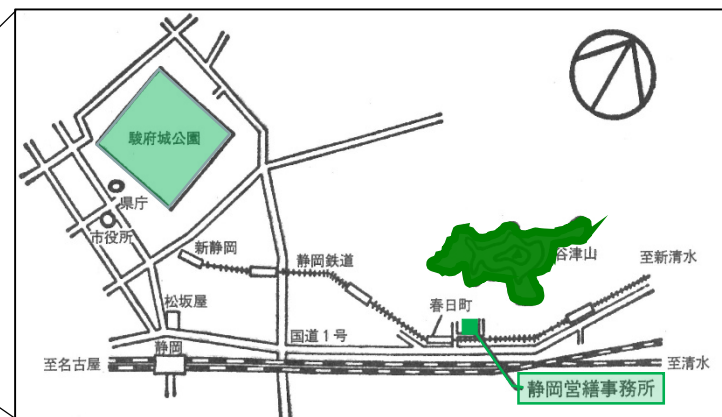 駿府城公園
県庁
市役所
新静岡
静岡鉄道
谷津山
至新清水
松坂屋
春日町
国道1号
静岡
至名古屋
至清水
静岡営繕事務所